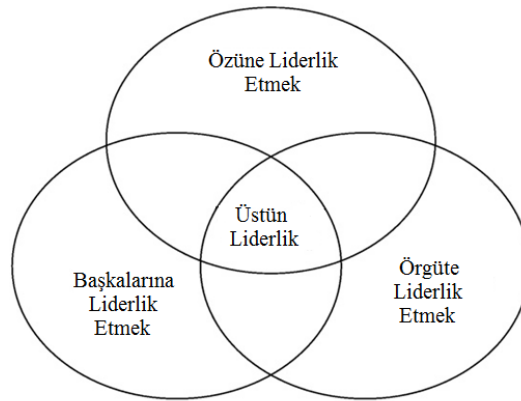 Özüne Liderlik
Etmek
Üstün
Liderlik
Başkalarına
Liderlik
Etmek
Örgüte
Liderlik
Etmek